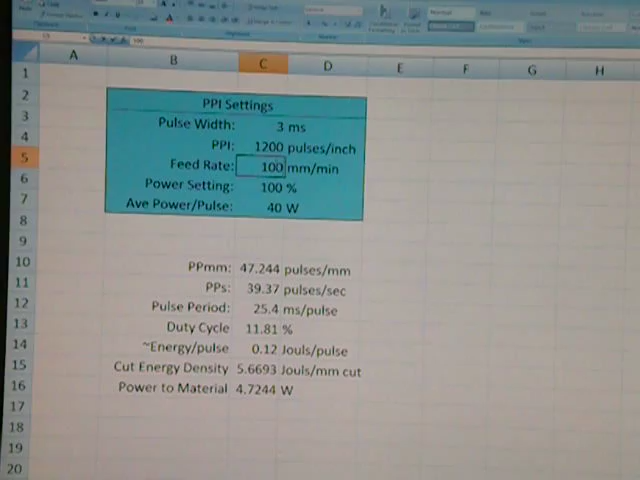 C5
100
A B C D E F G H
1
2 PPI Settings
3 Pulse Width: 3 ms
4 PPI: 1200 pulses/inch
5 Feed Rate: 100 mm/min
6 Power Setting: 100 %
7 Ave Power/Pulse: 40 W
8
9
10 PPmm: 47.244 pulses/mm
11 PPs: 39.37 pulses/sec
12 Pulse Period: 25.4 ms/pulse
13 Duty Cycle 11.81 %
14 ~Energy/pulse 0.12 Jouls/pulse
15 Cut Energy Density 5.6693 Jouls/mm cut
16 Power to Material 4.7244 W
17
18
19
20